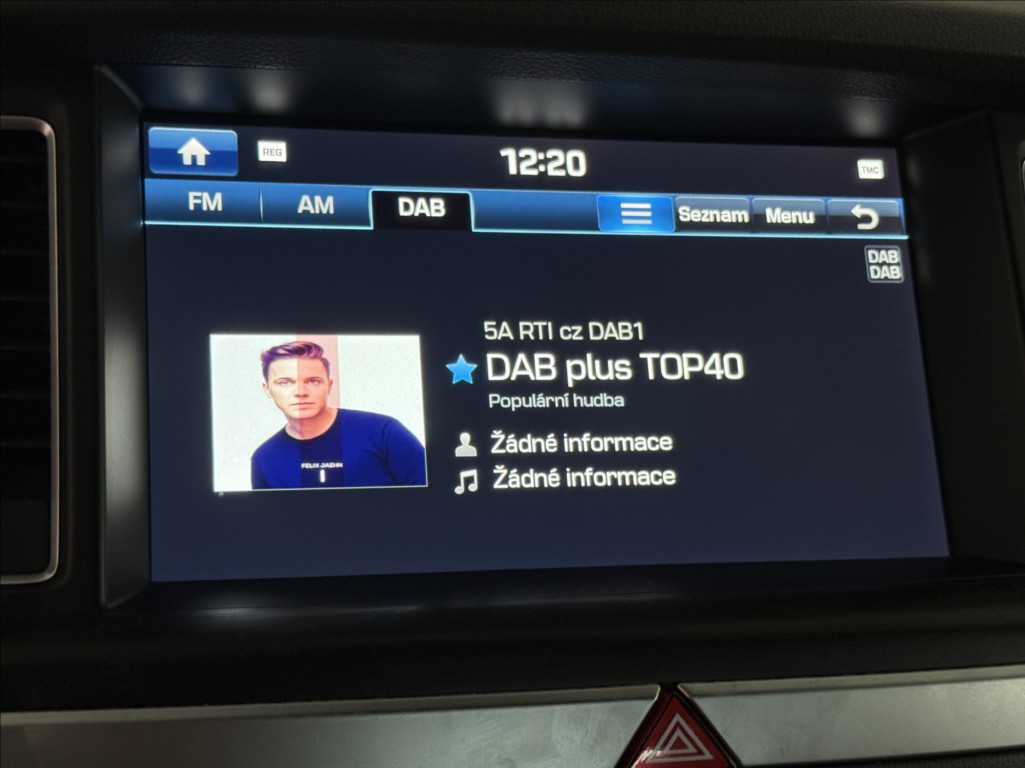 REG
12:20
TMC
FM
AM
DAB
Seznam
Menu
DAB
DAB
5A RTI cz DAB1
DAB plus TOP40
Populární hudba
Žádné informace
Žádné informace
FELIX JAEHN
I